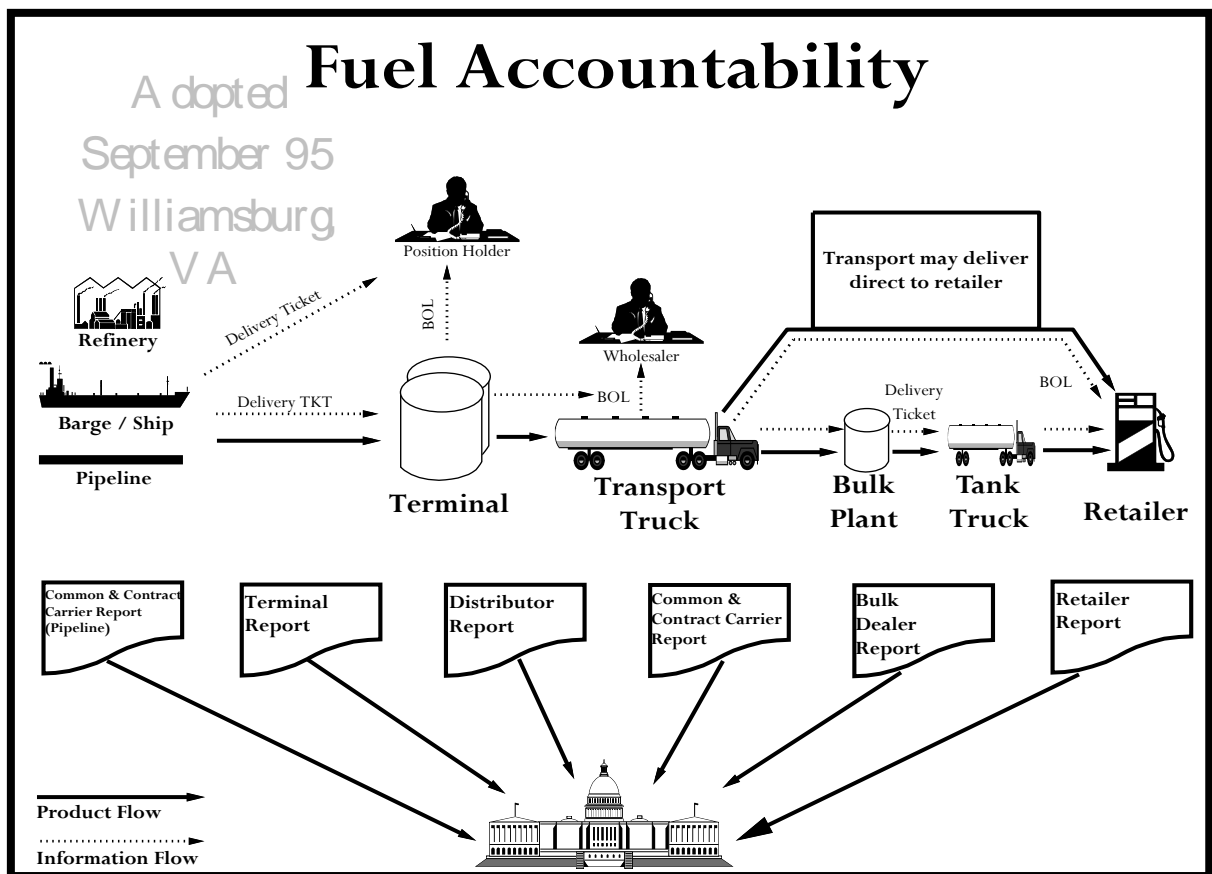 Fuel Accountability
Adopted
September 95
Williamsburg,
VA
Position Holder
Transport may deliver
direct to retailer
Delivery Ticket
BOL
Refinery
Wholesaler
BOL
Delivery
Ticket
BOL
Delivery TKT
Barge / Ship
Pipeline
Terminal
Transport
Truck
Bulk
Plant
Tank
Truck
Retailer
Common & Contract
Carrier Report
(Pipeline)
Terminal
Report
Distributor
Report
Common &
Contract Carrier
Report
Bulk
Dealer
Report
Retailer
Report
Product Flow
Information Flow